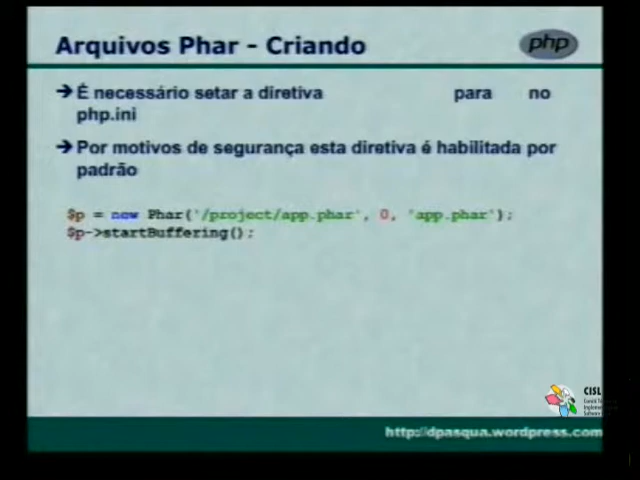 Arquivos Phar - Criando
php
É necessário setar a diretiva para no
php.ini
Por motivos de segurança esta diretiva é habilitada por
padrão
$p = new Phar('/project/app.phar', 0, 'app.phar');
$p->startBuffering();
CISL
http://dpasqua.wordpress.com